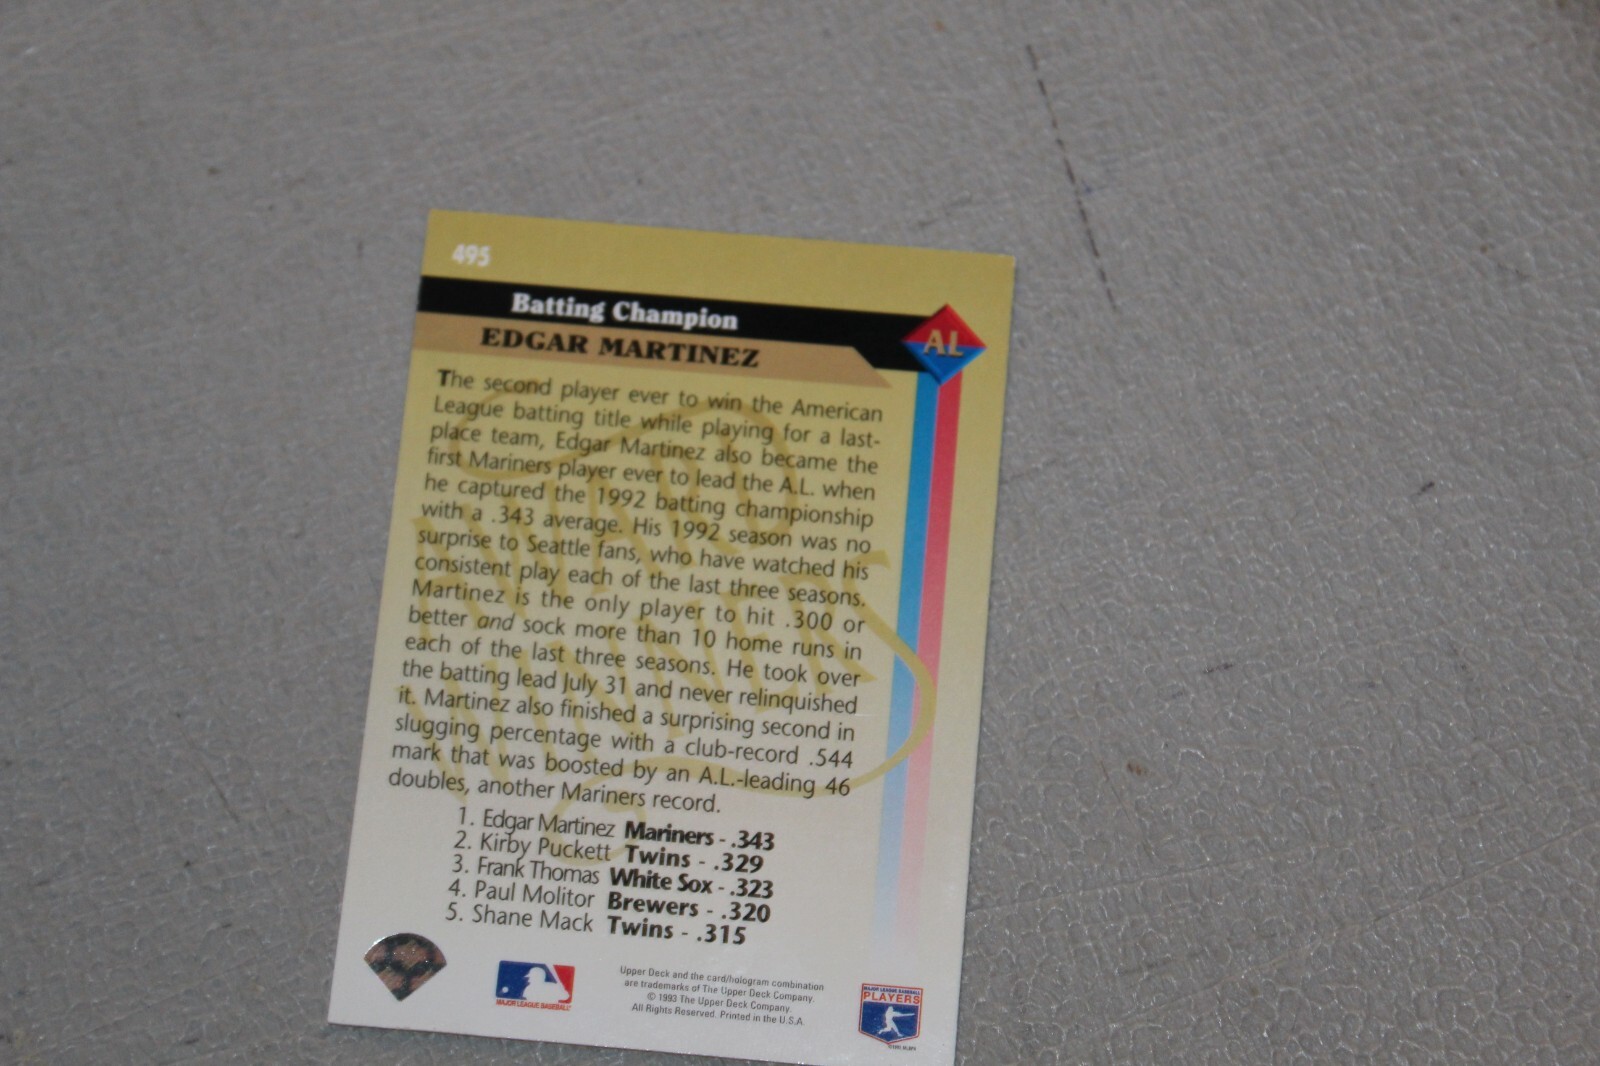 495
Batting Champion
AL
EDGAR MARTINEZ
The second player ever to win the American
League batting title while playing for a last-
place team, Edgar Martinez also became the
first Mariners player ever to lead the A.L. when
he captured the 1992 batting championship
with a .343 average. His 1992 season was no
surprise to Seattle fans, who have watched his
consistent play each of the last three seasons.
Martinez is the only player to hit .300 or
better and sock more than 10 home runs in
each of the last three seasons. He took over
the batting lead July 31 and never relinquished
it. Martinez also finished a surprising second in
slugging percentage with a club-record .544
mark that was boosted by an A.L.-leading 46
doubles, another Mariners record.
1. Edgar Martinez Mariners - .343
2. Kirby Puckett Twins - .329
3. Frank Thomas White Sox - .323
4. Paul Molitor Brewers - .320
5. Shane Mack Twins - .315
MAJOR LEAGUE BASEBALL
Upper Deck and the card/hologram combination
are trademarks of The Upper Deck Company.
© 1993 The Upper Deck Company.
All Rights Reserved. Printed in the U.S.A.
MAJOR LEAGUE BASEBALL
PLAYERS